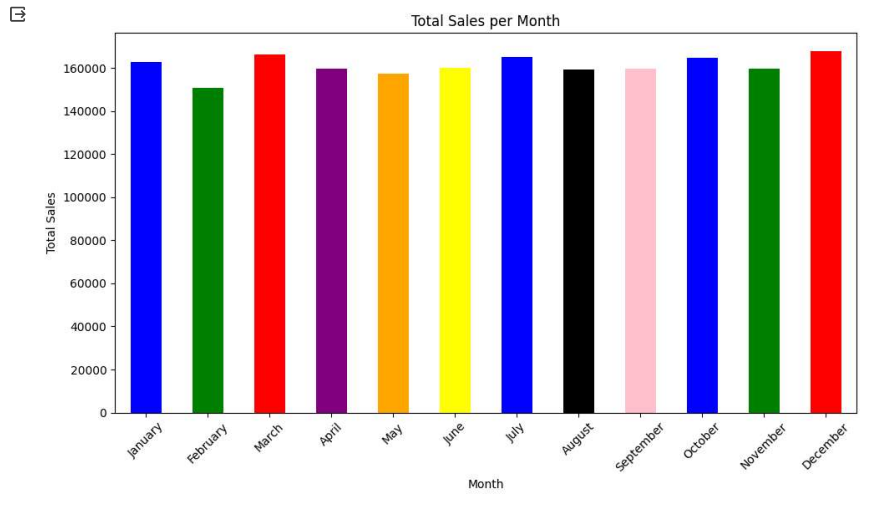 Total Sales per Month
Total Sales
160000
140000
120000
100000
80000
60000
40000
20000
0
January
February
March
April
May
June
July
August
September
October
November
December
Month